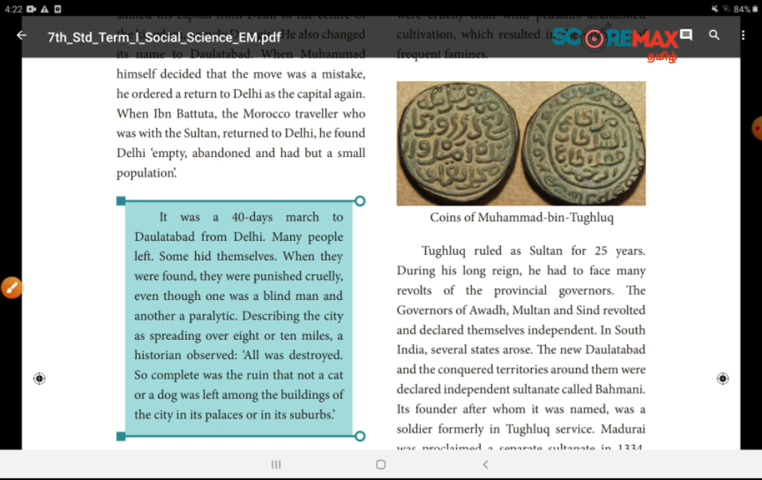 4:22
84%
7th_Std_Term_I_Social_Science_EM.pdf
SCOREMAX
தமிழ்
its name to Daulatabad. When Muhammad
himself decided that the move was a mistake,
he ordered a return to Delhi as the capital again.
When Ibn Battuta, the Morocco traveller who
was with the Sultan, returned to Delhi, he found
Delhi 'empty, abandoned and had but a small
population'.
It was a 40-days march to
Daulatabad from Delhi. Many people
left. Some hid themselves. When they
were found, they were punished cruelly,
even though one was a blind man and
another a paralytic. Describing the city
as spreading over eight or ten miles, a
historian observed: 'All was destroyed.
So complete was the ruin that not a cat
or a dog was left among the buildings of
the city in its palaces or in its suburbs.'
cultivation, which resulted in
frequent famines.
Coins of Muhammad-bin-Tughluq
Tughluq ruled as Sultan for 25 years.
During his long reign, he had to face many
revolts of the provincial governors. The
Governors of Awadh, Multan and Sind revolted
and declared themselves independent. In South
India, several states arose. The new Daulatabad
and the conquered territories around them were
declared independent sultanate called Bahmani.
Its founder after whom it was named, was a
soldier formerly in Tughluq service. Madurai
was proclaimed a separate sultanate in 1334.